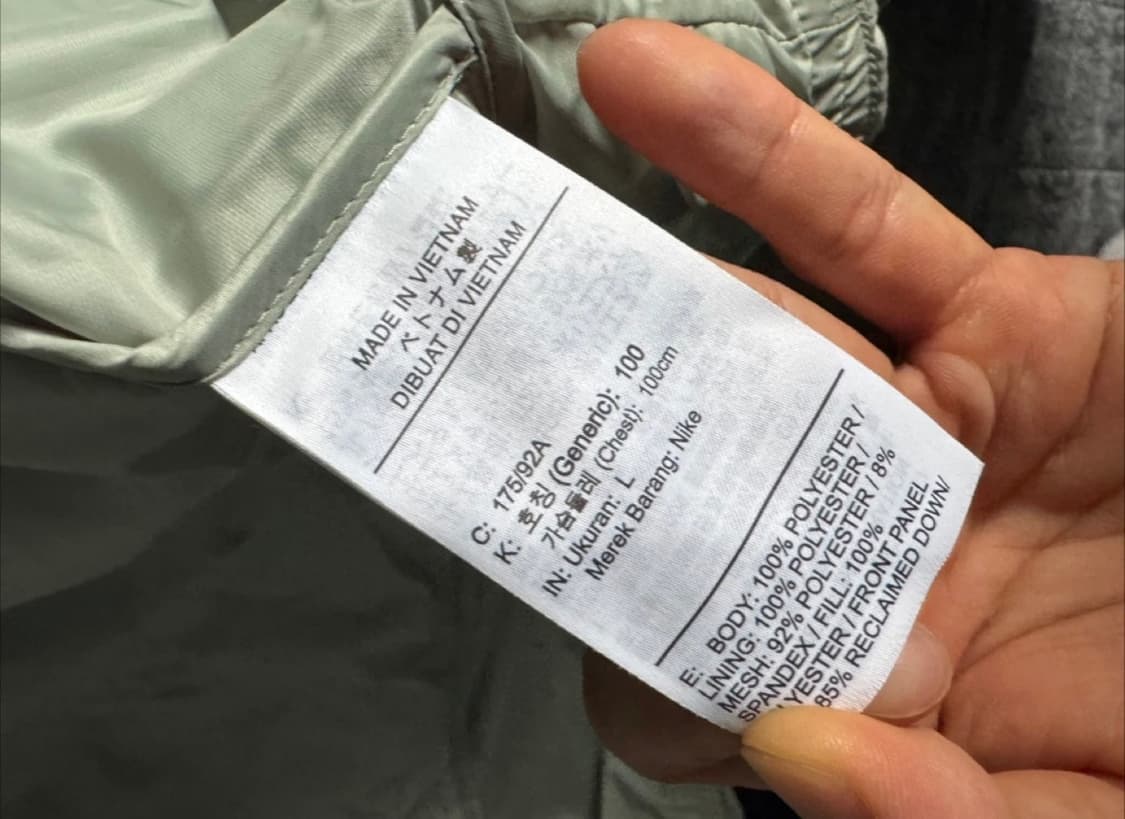 MADE IN VIETNAM
ベトナム製
DIBUAT DI VIETNAM
C: 175/92A
K: 호칭 (Generic): 100
가슴둘레 (Chest): 100cm
IN: Ukuran: L
Merek Barang: Nike
E: BODY: 100% POLYESTER /
LINING: 100% POLYESTER /
MESH: 92% POLYESTER / 8%
SPANDEX / FILL: 100%
YESTER / FRONT PANEL
85% RECLAIMED DOWN/